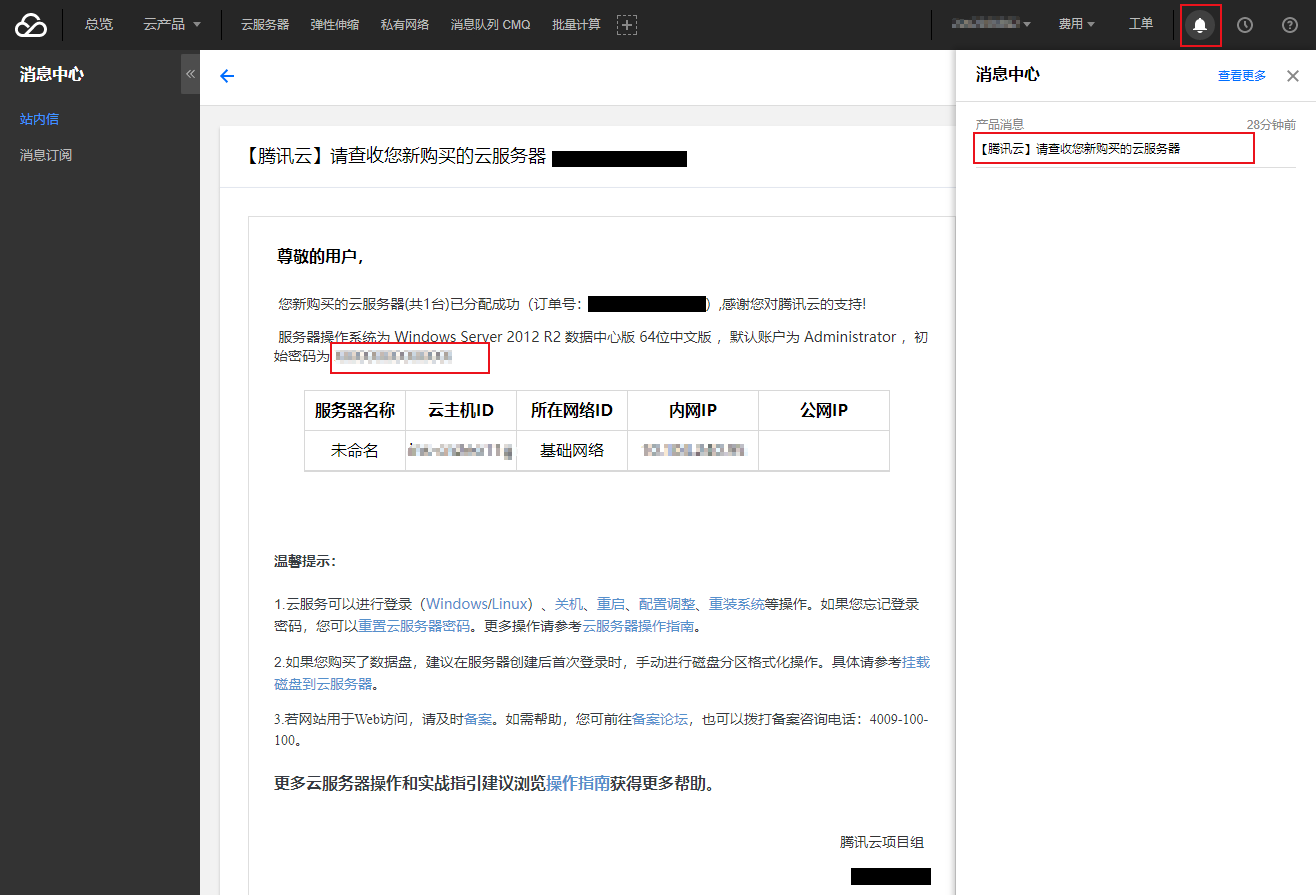 总览 云产品 云服务器 弹性伸缩 私有网络 消息队列 CMQ 批量计算 费用 工单
消息中心
站内信
消息订阅
【腾讯云】请查收您新购买的云服务器
尊敬的用户，
您新购买的云服务器(共1台)已分配成功（订单号：
）,感谢您对腾讯云的支持!
服务器操作系统为 Windows Server 2012 R2 数据中心版 64位中文版 ，默认账户为 Administrator ，初
始密码为
服务器名称 云主机ID 所在网络ID 内网IP 公网IP
未命名 基础网络
温馨提示：
1.云服务可以进行登录（Windows/Linux）、关机、重启、配置调整、重装系统等操作。如果您忘记登录
密码，您可以重置云服务器密码。更多操作请参考云服务器操作指南。
2.如果您购买了数据盘，建议在服务器创建后首次登录时，手动进行磁盘分区格式化操作。具体请参考挂载
磁盘到云服务器。
3.若网站用于Web访问，请及时备案。如需帮助，您可前往备案论坛，也可以拨打备案咨询电话：4009-100-
100。
更多云服务器操作和实战指引建议浏览操作指南获得更多帮助。
腾讯云项目组
消息中心 查看更多
产品消息 28分钟前
【腾讯云】请查收您新购买的云服务器